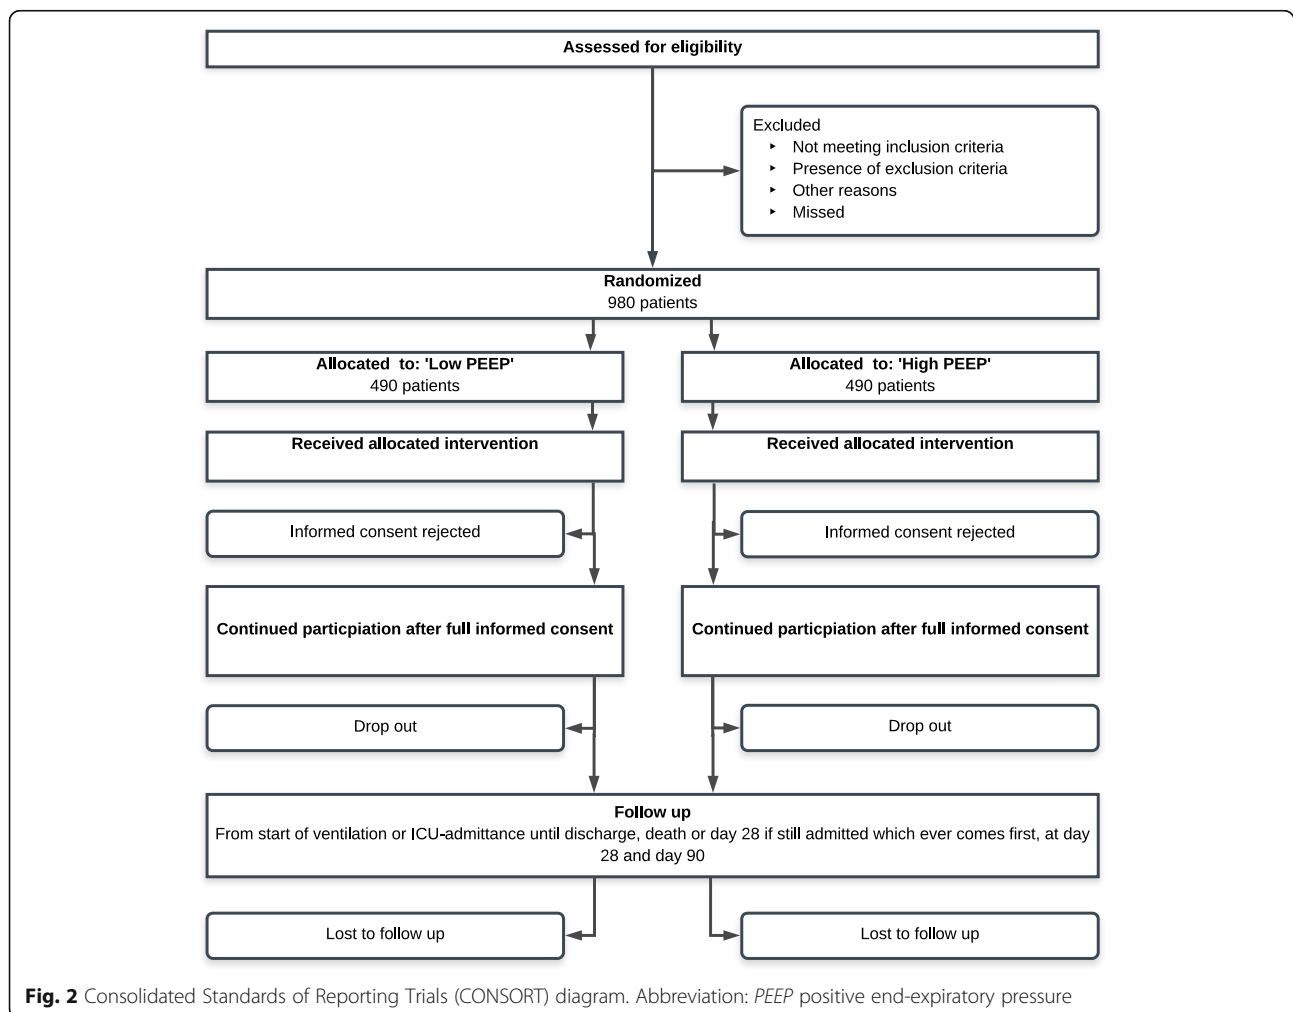 Assessed for eligibility
Excluded
‣ Not meeting inclusion criteria
‣ Presence of exclusion criteria
‣ Other reasons
‣ Missed
Randomized
980 patients
Allocated to: 'Low PEEP'
490 patients
Allocated to: 'High PEEP'
490 patients
Received allocated intervention
Received allocated intervention
Informed consent rejected
Informed consent rejected
Continued particpiation after full informed consent
Continued particpiation after full informed consent
Drop out
Drop out
Follow up
From start of ventilation or ICU-admittance until discharge, death or day 28 if still admitted which ever comes first, at day
28 and day 90
Lost to follow up
Lost to follow up
Fig. 2 Consolidated Standards of Reporting Trials (CONSORT) diagram. Abbreviation: PEEP positive end-expiratory pressure